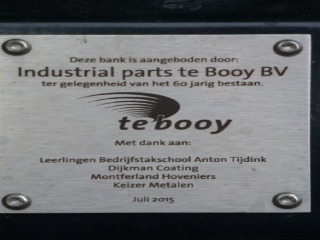 Deze bank is aangeboden door:
Industrial parts te Booy BV
ter gelegenheid van het 60 jarig bestaan.
te booy
Met dank aan:
Leerlingen Bedrijfstakschool Anton Tijdink
Dijkman Coating
Montferland Hoveniers
Keizer Metalen
Juli 2015